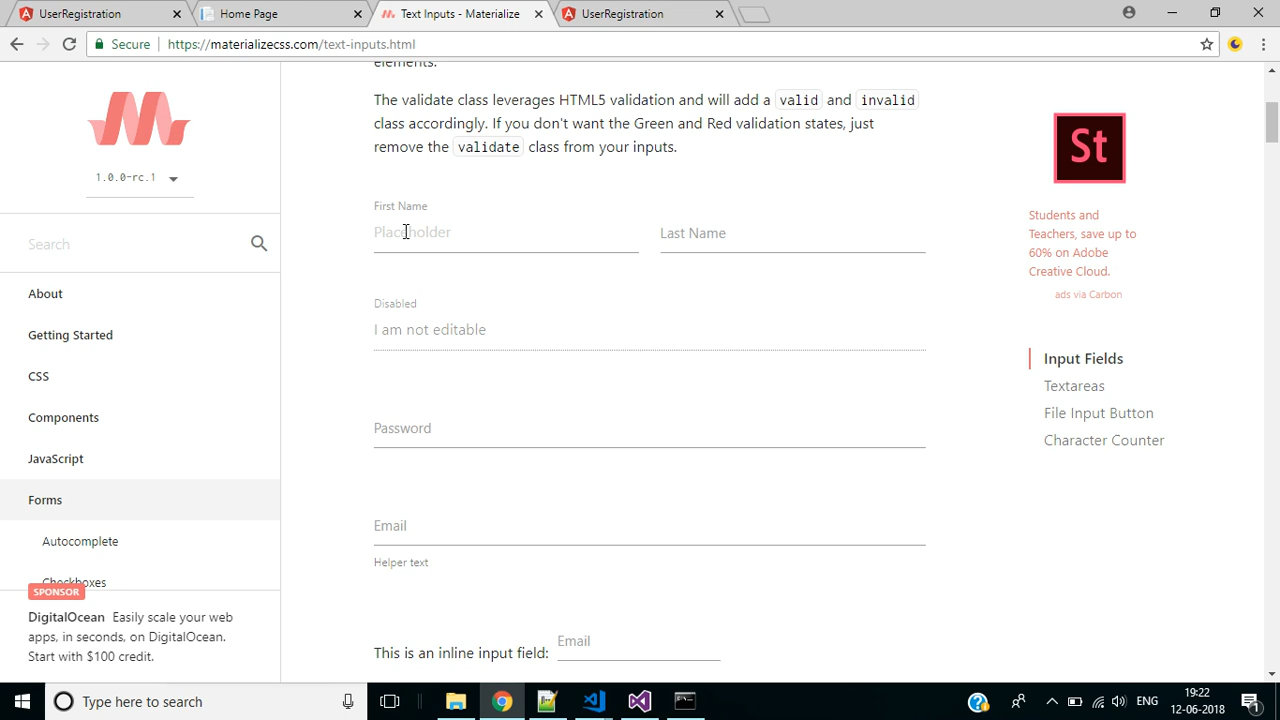 UserRegistration
Home Page
Text Inputs - Materialize
UserRegistration
Secure
https://materializecss.com/text-inputs.html
1.0.0-rc.1
Search
About
Getting Started
CSS
Components
JavaScript
Forms
Autocomplete
Checkboxes
SPONSOR
DigitalOcean Easily scale your web
apps, in seconds, on DigitalOcean.
Start with $100 credit.
elements.
The validate class leverages HTML5 validation and will add a valid and invalid
class accordingly. If you don't want the Green and Red validation states, just
remove the validate class from your inputs.
First Name
Placeholder
Last Name
Disabled
I am not editable
Password
Email
Helper text
This is an inline input field:
Email
St
Students and
Teachers, save up to
60% on Adobe
Creative Cloud.
ads via Carbon
Input Fields
Textareas
File Input Button
Character Counter
Type here to search
ENG
19:22
12-06-2018
1